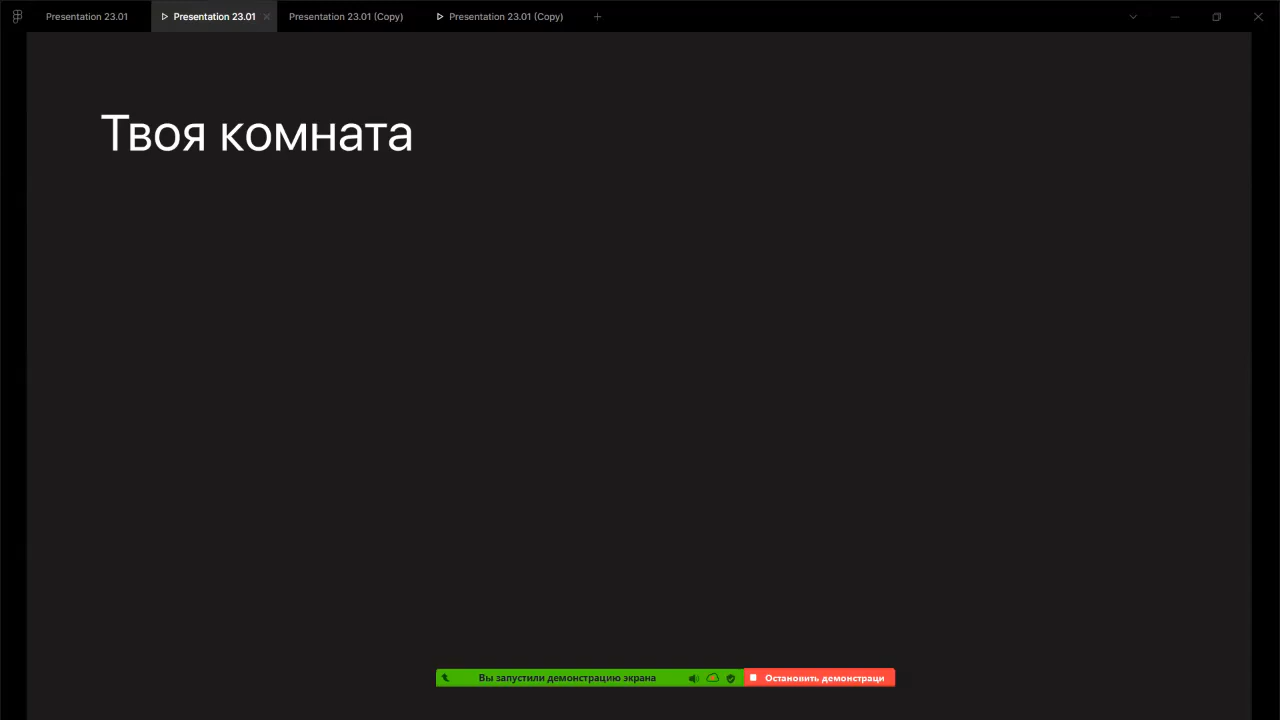 Presentation 23.01
Presentation 23.01
Presentation 23.01 (Copy)
Presentation 23.01 (Copy)
Твоя комната
Вы запустили демонстрацию экрана
Остановить демонстраци